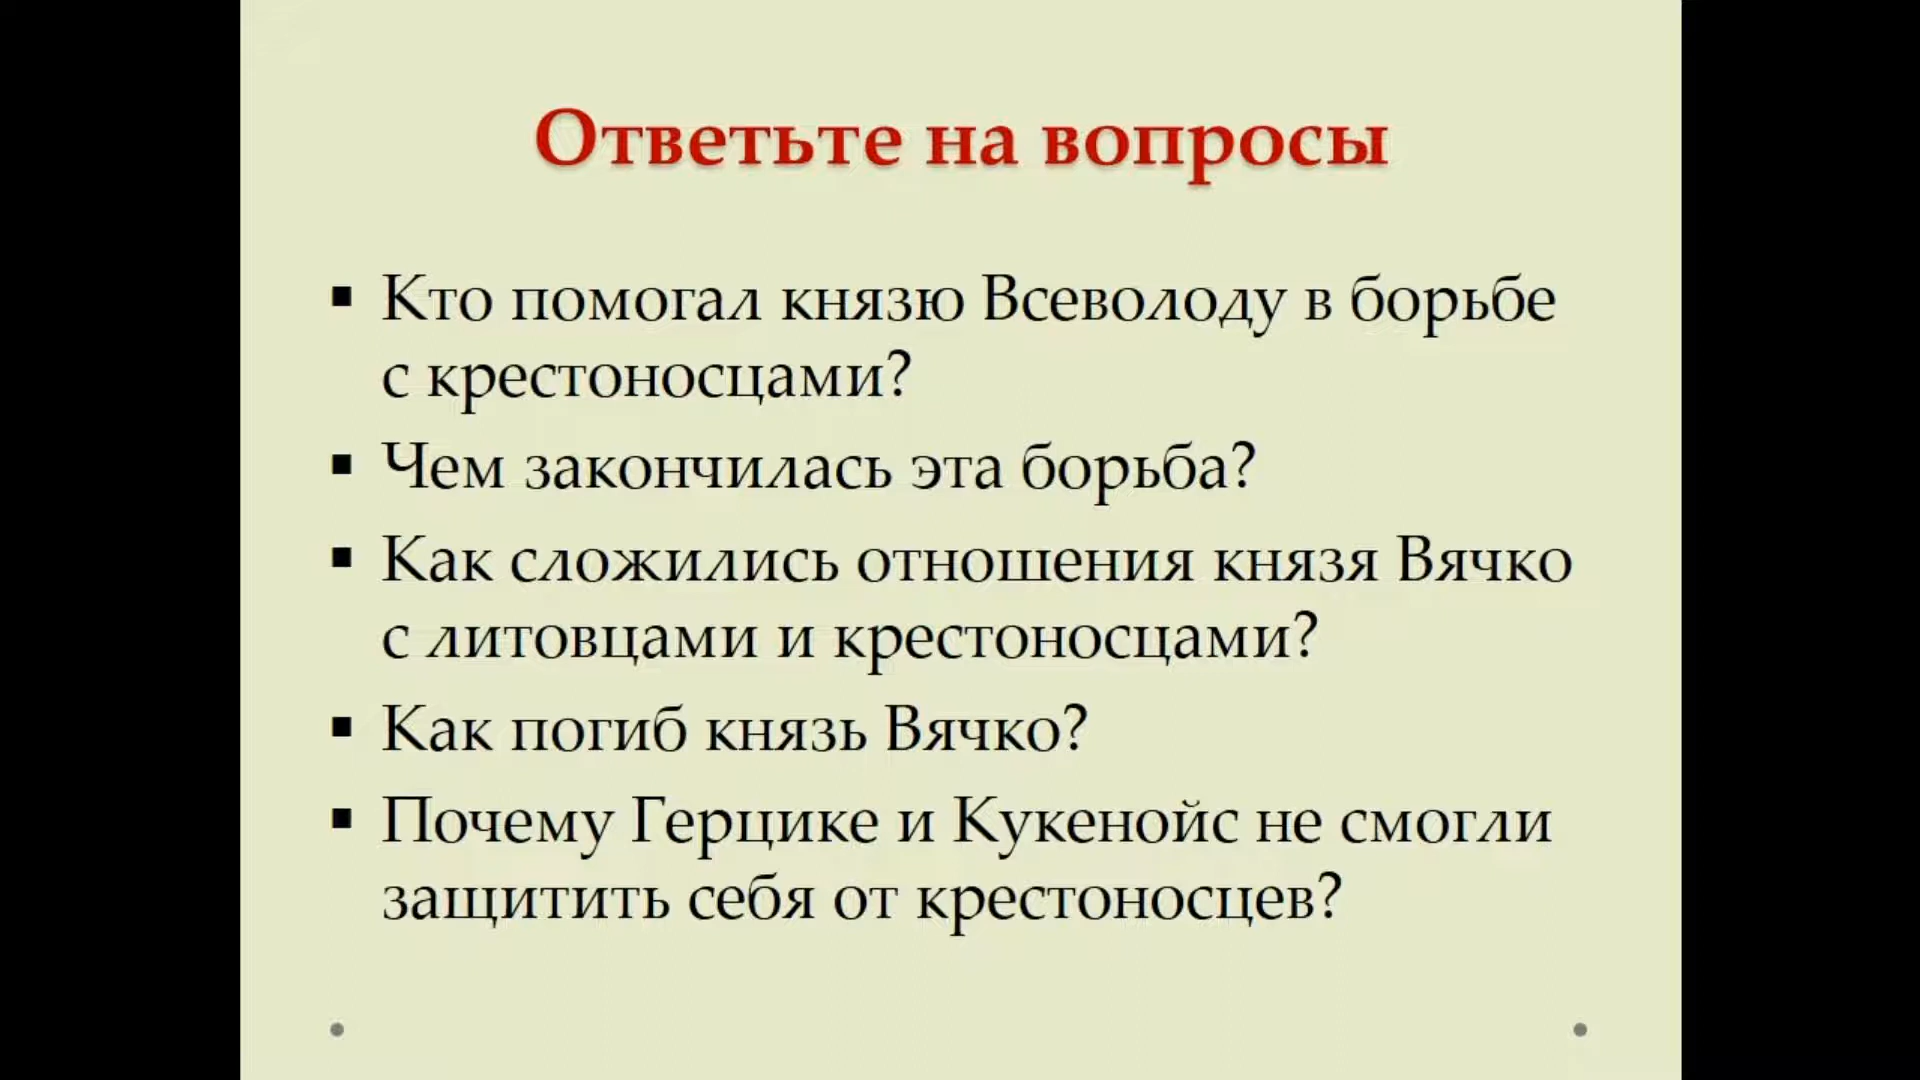 Ответьте на вопросы
▪ Кто помогал князю Всеволоду в борьбе
с крестоносцами?
▪ Чем закончилась эта борьба?
▪ Как сложились отношения князя Вячко
с литовцами и крестоносцами?
▪ Как погиб князь Вячко?
▪ Почему Герцике и Кукенойс не смогли
защитить себя от крестоносцев?